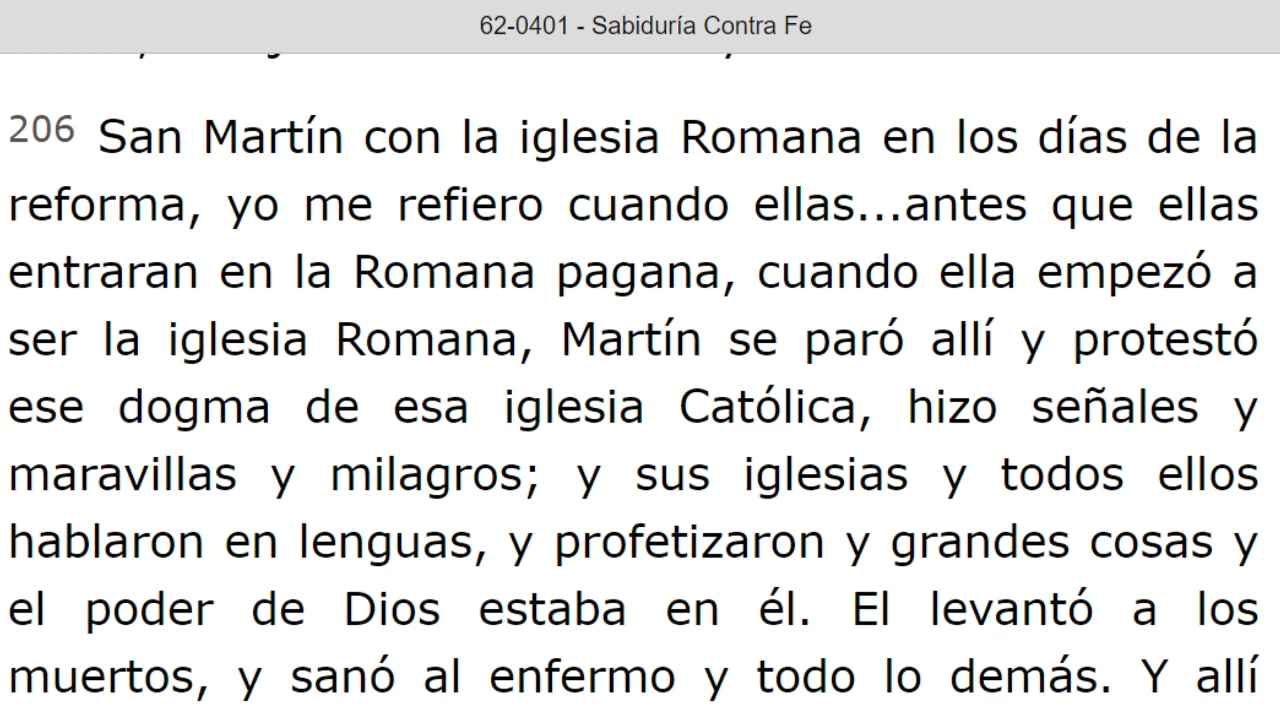 62-0401 - Sabiduría Contra Fe
206 San Martín con la iglesia Romana en los días de la
reforma, yo me refiero cuando ellas...antes que ellas
entraran en la Romana pagana, cuando ella empezó a
ser la iglesia Romana, Martín se paró allí y protestó
ese dogma de esa iglesia Católica, hizo señales y
maravillas y milagros; y sus iglesias y todos ellos
hablaron en lenguas, y profetizaron y grandes cosas y
el poder de Dios estaba en él. El levantó a los
muertos, y sanó al enfermo y todo lo demás. Y allí